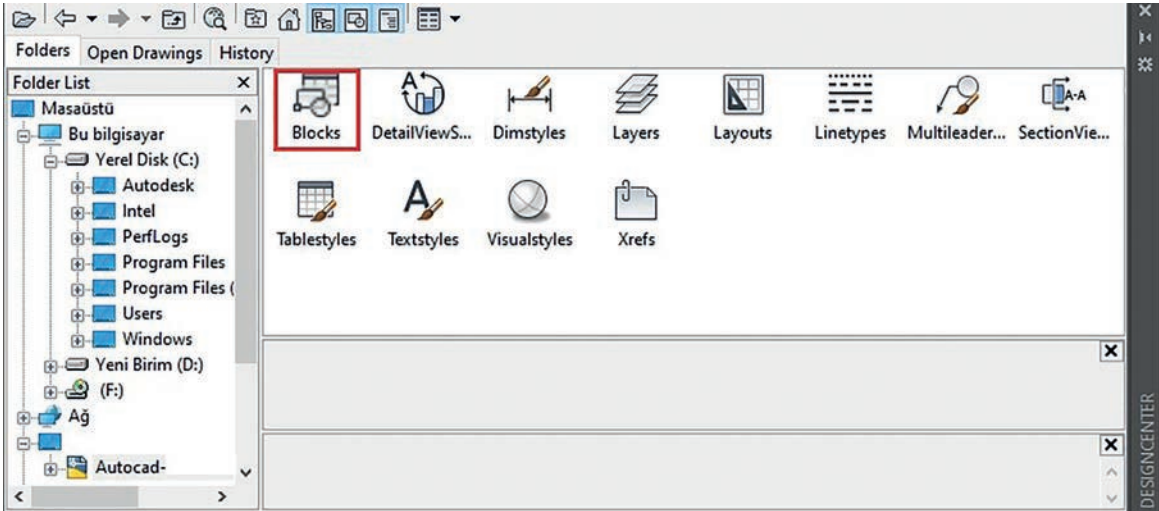 Folders Open Drawings History
Folder List
Masaüstü
Bu bilgisayar
Yerel Disk (C:)
Autodesk
Intel
PerfLogs
Program Files
Program Files (
Users
Windows
Yeni Birim (D:)
(F:)
Ağ
Autocad-
Blocks DetailViewS... Dimstyles Layers Layouts Linetypes Multileader... SectionVie...
Tablestyles Textstyles Visualstyles Xrefs
DESIGNCENTER